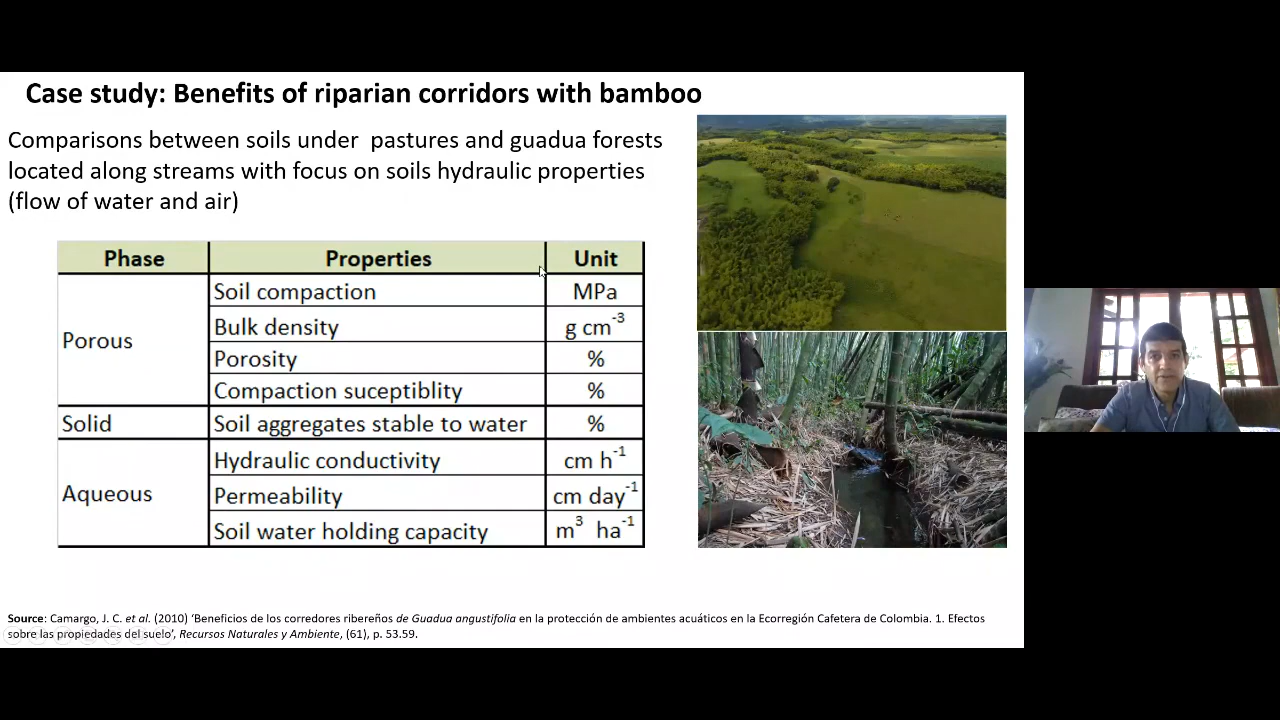 Case study: Benefits of riparian corridors with bamboo
Comparisons between soils under pastures and guadua forests
located along streams with focus on soils hydraulic properties
(flow of water and air)
Phase Properties Unit
Porous
Soil compaction MPa
Bulk density g cm⁻³
Porosity %
Compaction suceptiblity %
Solid Soil aggregates stable to water %
Aqueous
Hydraulic conductivity cm h⁻¹
Permeability cm day⁻¹
Soil water holding capacity m³ ha⁻¹
Source: Camargo, J. C. et al. (2010) ‘Beneficios de los corredores ribereños de Guadua angustifolia en la protección de ambientes acuáticos en la Ecorregión Cafetera de Colombia. 1. Efectos
sobre las propiedades del suelo’, Recursos Naturales y Ambiente, (61), p. 53.59.